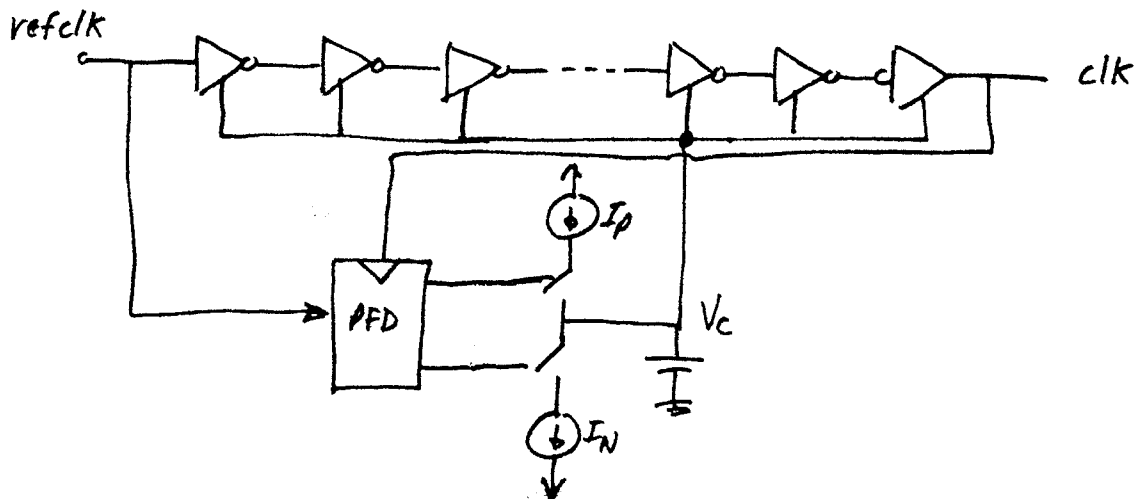 refclk
clk
Ip
PFD
Vc
IN